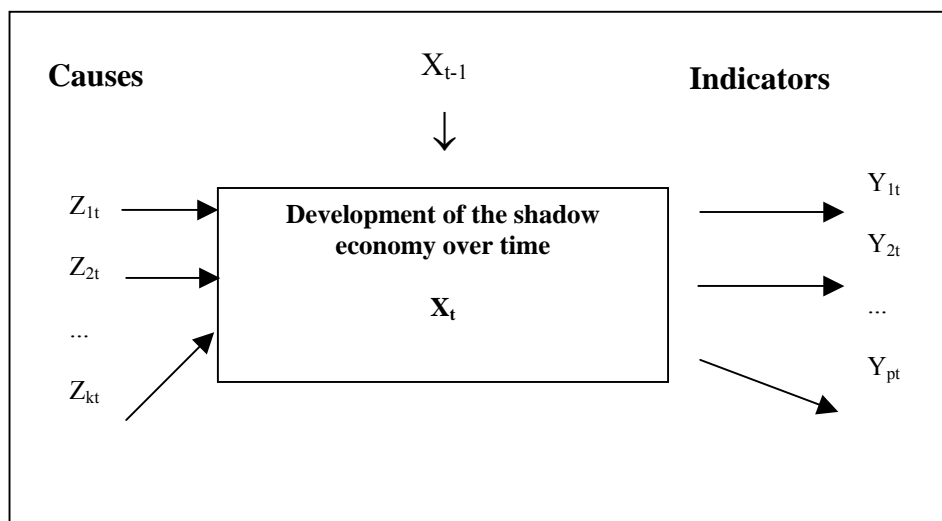 Causes
X_{t-1}
Indicators
Z_{1t}
Z_{2t}
...
Z_{kt}
Development of the shadow
economy over time
X_t
Y_{1t}
Y_{2t}
...
Y_{pt}